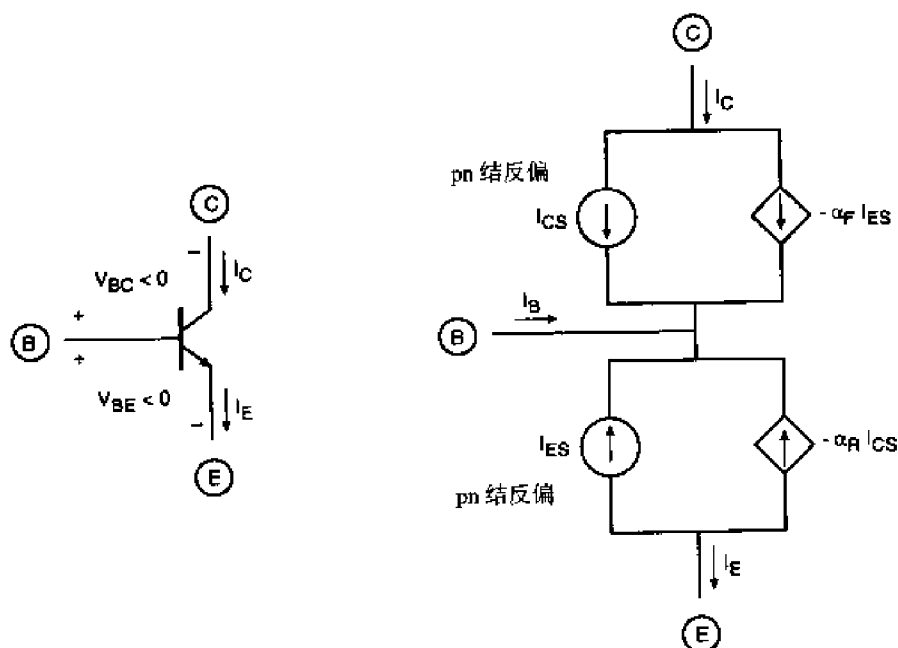 C
I_C
V_BC < 0
B
+
+
-
-
V_BE < 0
I_E
E
C
I_C
pn 结反偏
I_CS
- α_F I_ES
I_B
B
I_ES
- α_R I_CS
pn 结反偏
I_E
E